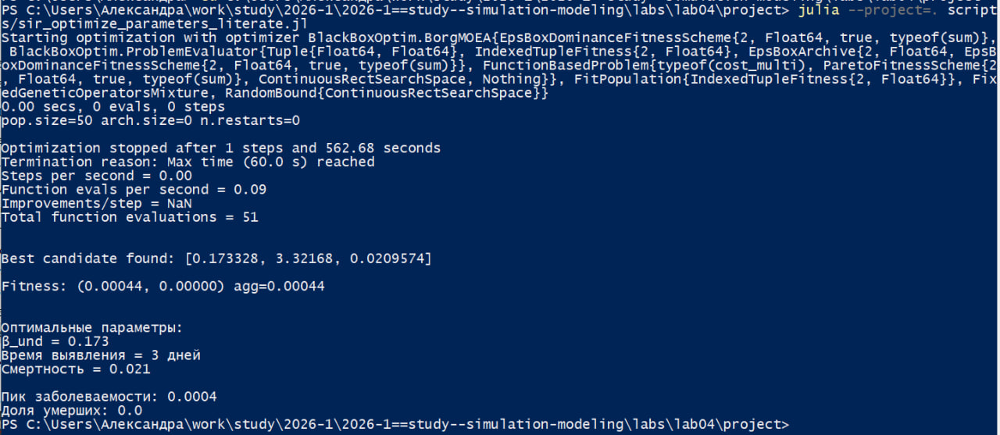 PS C:\Users\Александра\work\study\2026-1\2026-1==study--simulation-modeling\labs\lab04\project> julia --project=. script
s/sir_optimize_parameters_literate.jl
Starting optimization with optimizer BlackBoxOptim.BorgMOEA{EpsBoxDominanceFitnessScheme{2, Float64, true, typeof(sum)},
 BlackBoxOptim.ProblemEvaluator{Tuple{Float64, Float64}, IndexedTupleFitness{2, Float64}, EpsBoxArchive{2, Float64, EpsB
oxDominanceFitnessScheme{2, Float64, true, typeof(sum)}}, FunctionBasedProblem{typeof(cost_multi), ParetoFitnessScheme{2
, Float64, true, typeof(sum)}, ContinuousRectSearchSpace, Nothing}}, FitPopulation{IndexedTupleFitness{2, Float64}}, Fix
edGeneticOperatorsMixture, RandomBound{ContinuousRectSearchSpace}}
0.00 secs, 0 evals, 0 steps
pop.size=50 arch.size=0 n.restarts=0
Optimization stopped after 1 steps and 562.68 seconds
Termination reason: Max time (60.0 s) reached
Steps per second = 0.00
Function evals per second = 0.09
Improvements/step = NaN
Total function evaluations = 51
Best candidate found: [0.173328, 3.32168, 0.0209574]
Fitness: (0.00044, 0.00000) agg=0.00044
Оптимальные параметры:
β_und = 0.173
Время выявления = 3 дней
Смертность = 0.021
Пик заболеваемости: 0.0004
Доля умерших: 0.0
PS C:\Users\Александра\work\study\2026-1\2026-1==study--simulation-modeling\labs\lab04\project>